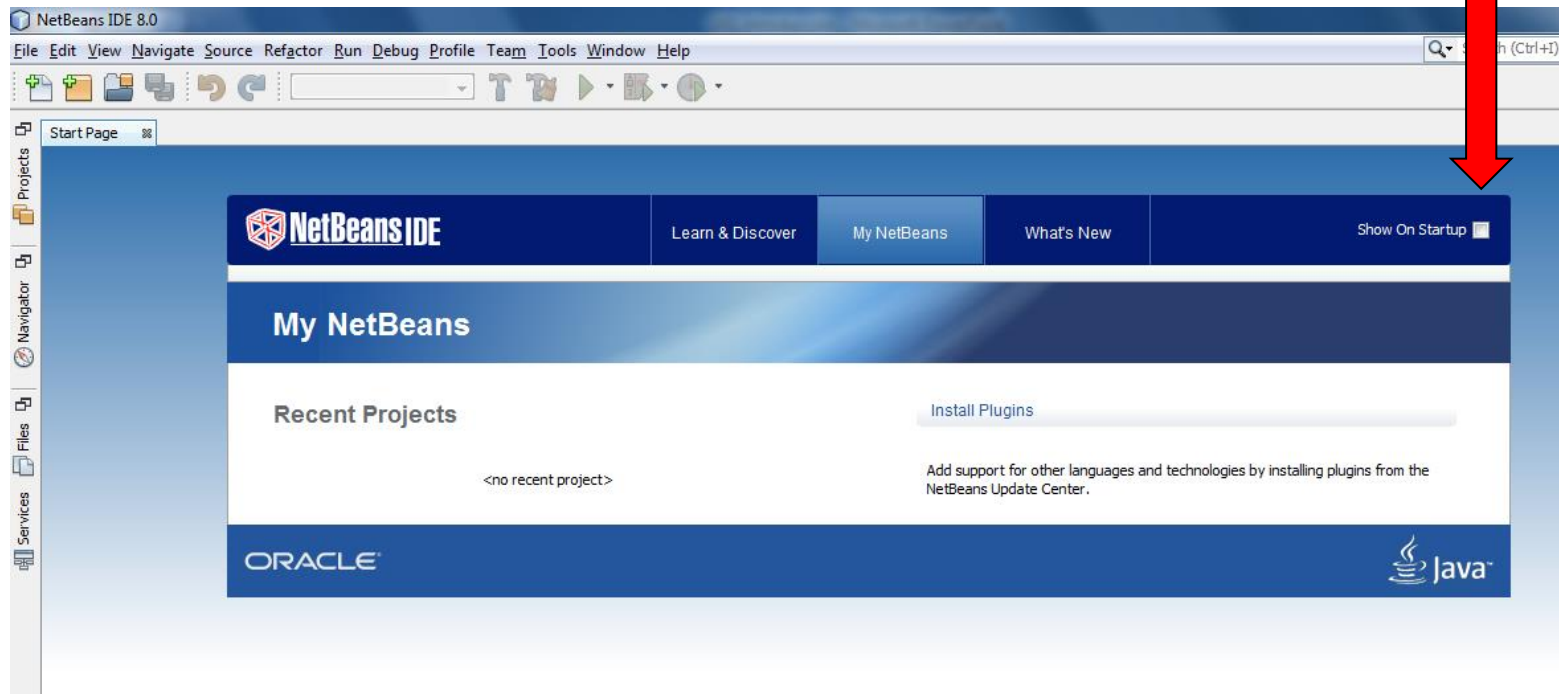 NetBeans IDE 8.0
File Edit View Navigate Source Refactor Run Debug Profile Team Tools Window Help
(Ctrl+I)
Start Page
Projects
Navigator
Files
Services
NetBeans IDE
Learn & Discover
My NetBeans
What's New
Show On Startup
My NetBeans
Recent Projects
<no recent project>
Install Plugins
Add support for other languages and technologies by installing plugins from the
NetBeans Update Center.
ORACLE
Java